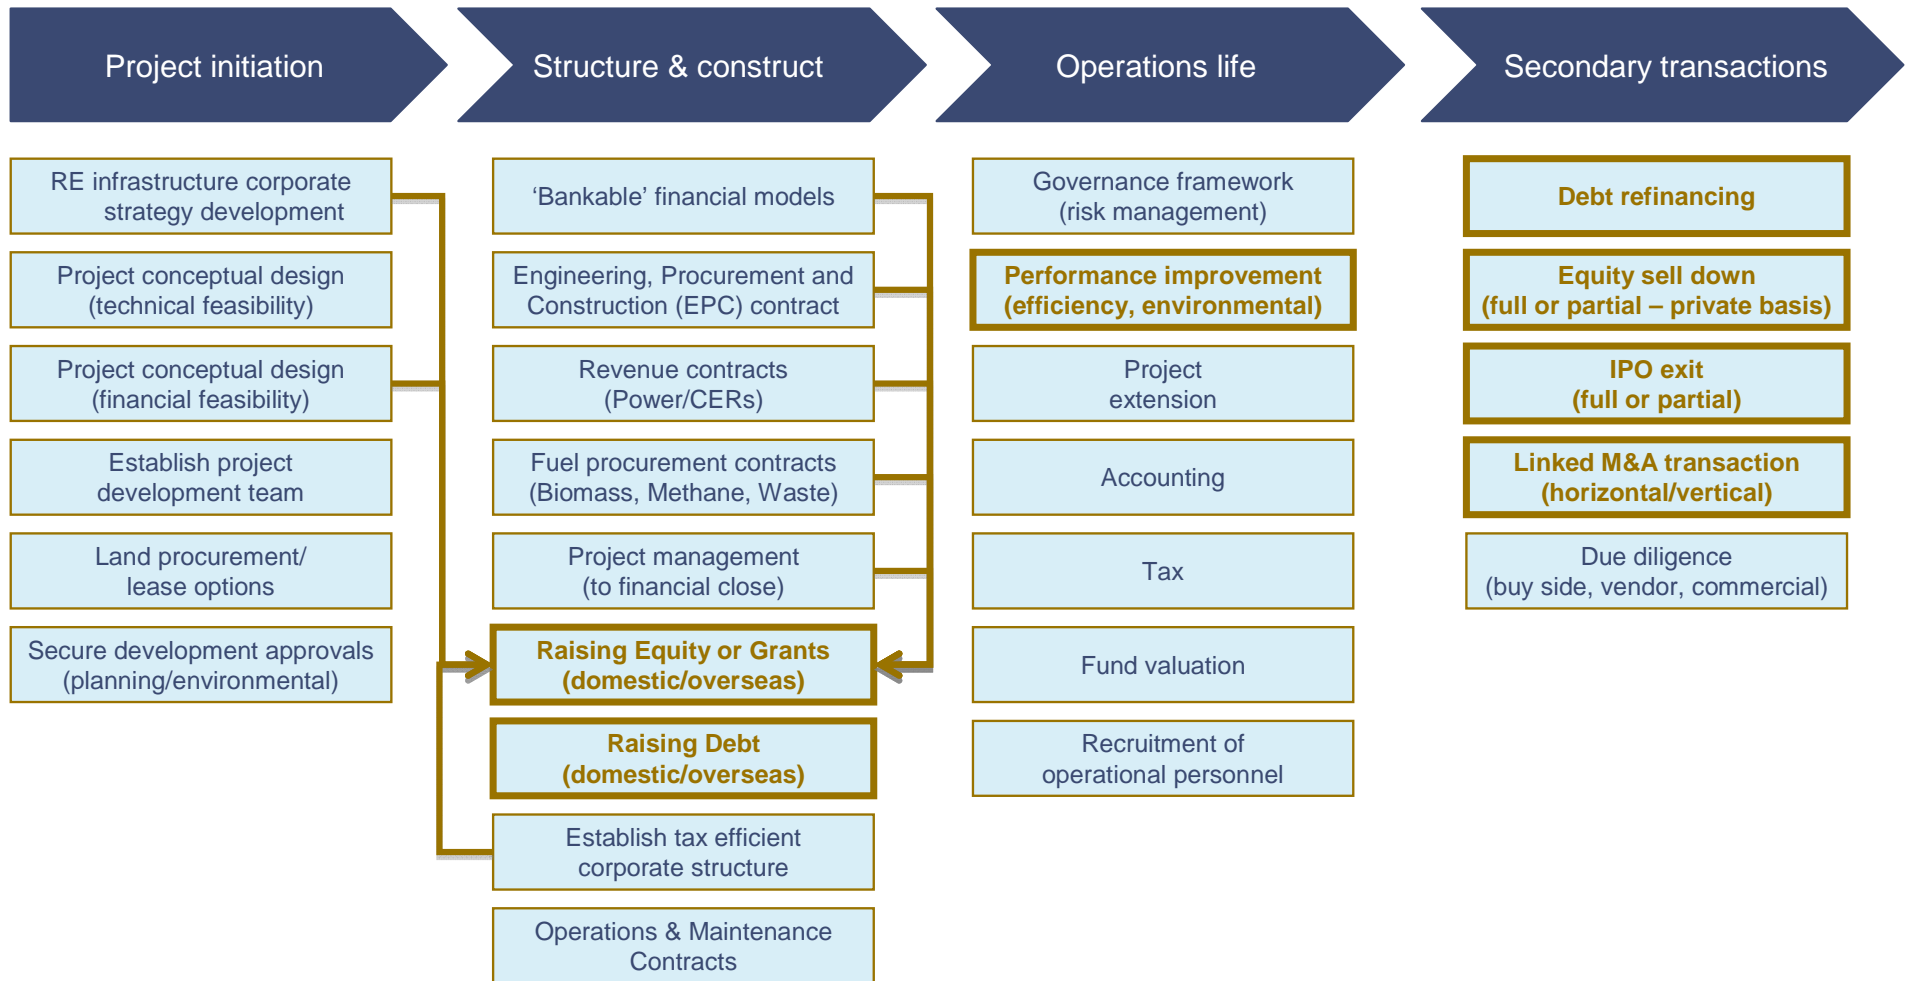 Project initiation
Structure & construct
Operations life
Secondary transactions
RE infrastructure corporate
strategy development
Project conceptual design
(technical feasibility)
Project conceptual design
(financial feasibility)
Establish project
development team
Land procurement/
lease options
Secure development approvals
(planning/environmental)
‘Bankable’ financial models
Engineering, Procurement and
Construction (EPC) contract
Revenue contracts
(Power/CERs)
Fuel procurement contracts
(Biomass, Methane, Waste)
Project management
(to financial close)
Raising Equity or Grants
(domestic/overseas)
Raising Debt
(domestic/overseas)
Establish tax efficient
corporate structure
Operations & Maintenance
Contracts
Governance framework
(risk management)
Performance improvement
(efficiency, environmental)
Project
extension
Accounting
Tax
Fund valuation
Recruitment of
operational personnel
Debt refinancing
Equity sell down
(full or partial – private basis)
IPO exit
(full or partial)
Linked M&A transaction
(horizontal/vertical)
Due diligence
(buy side, vendor, commercial)